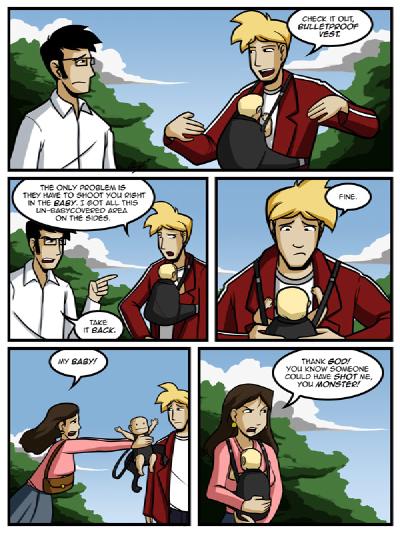 CHECK IT OUT,
BULLETPROOF
VEST.
THE ONLY PROBLEM IS
THEY HAVE TO SHOOT YOU RIGHT
IN THE BABY. I GOT ALL THIS
UN-BABYCOVERED AREA
ON THE SIDES.
TAKE
IT BACK.
FINE.
MY BABY!
THANK GOD!
YOU KNOW SOMEONE
COULD HAVE SHOT ME,
YOU MONSTER!